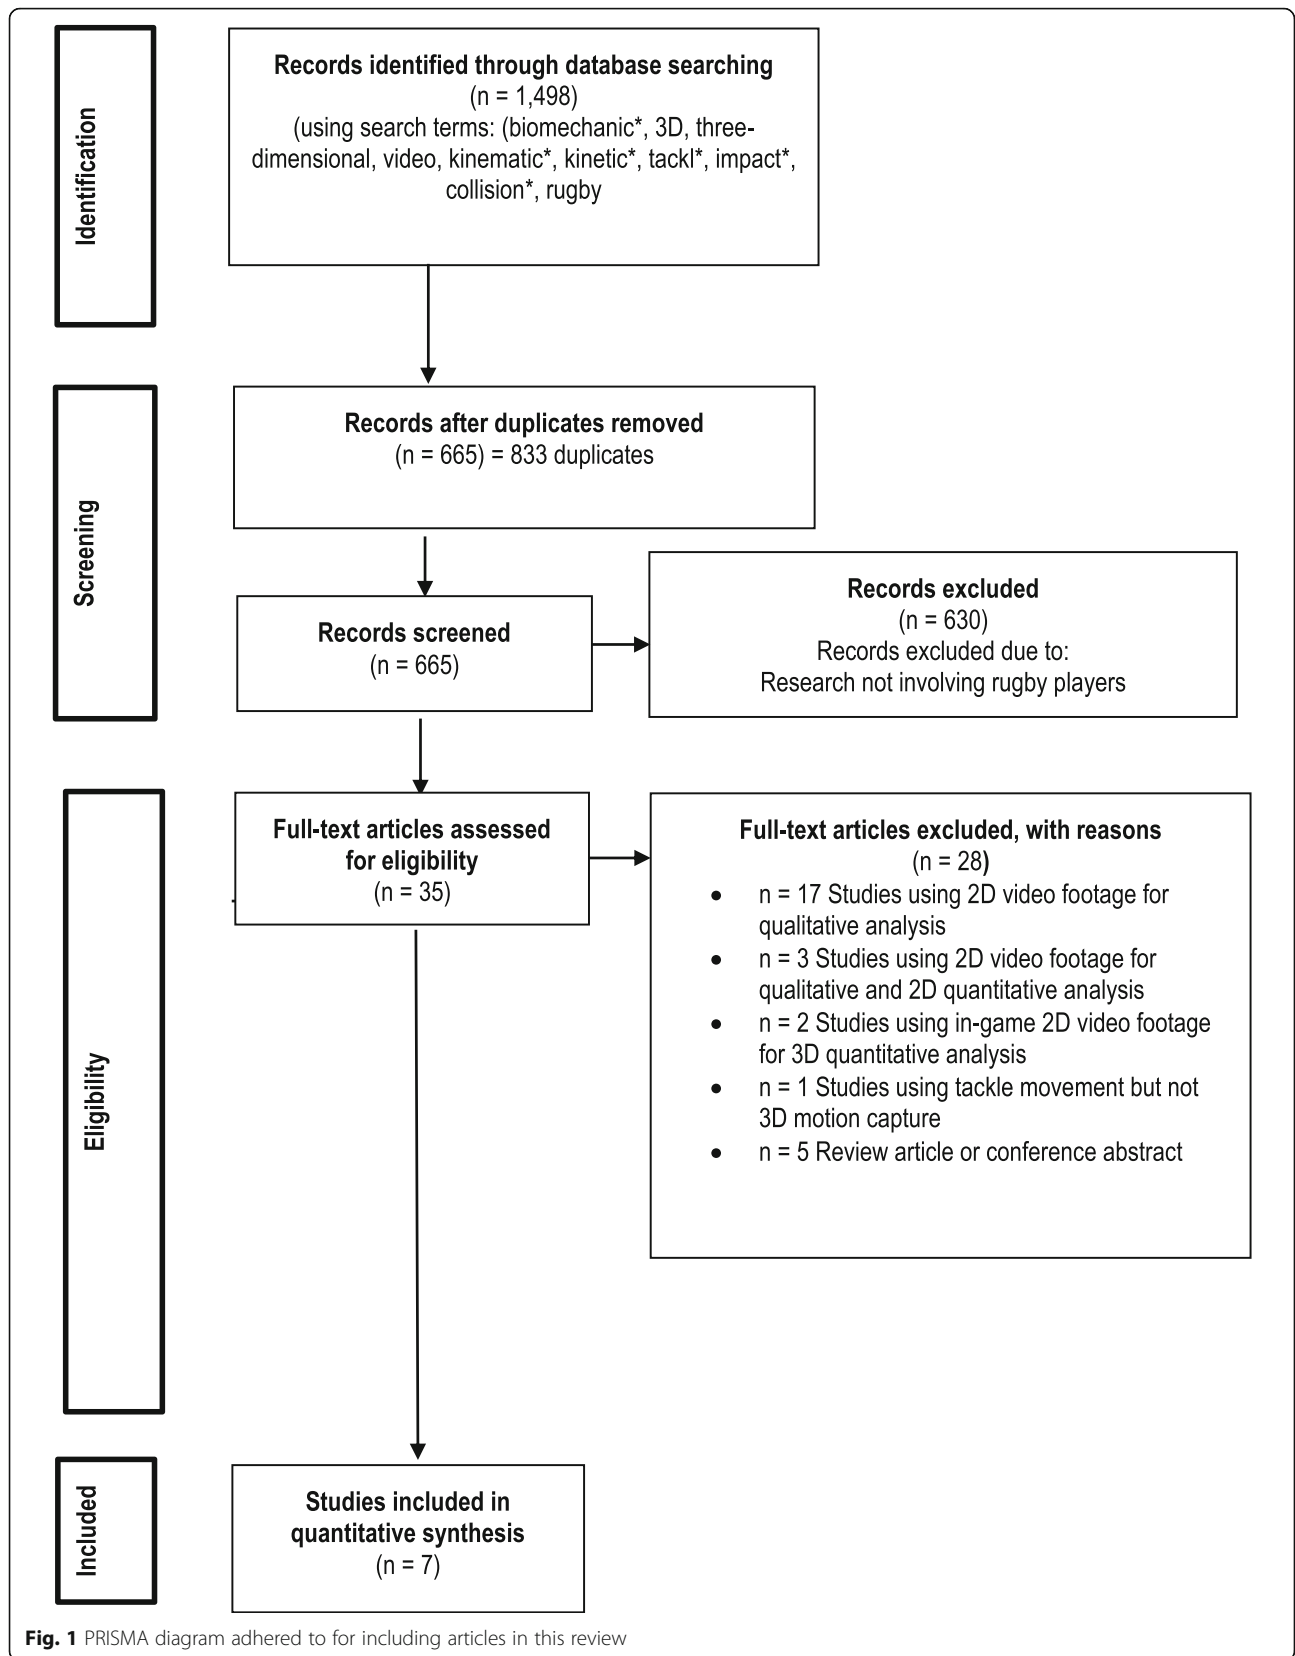 Identification
Records identified through database searching
(n = 1,498)
(using search terms: (biomechanic*, 3D, three-
dimensional, video, kinematic*, kinetic*, tackl*, impact*,
collision*, rugby
Screening
Records after duplicates removed
(n = 665) = 833 duplicates
Records screened
(n = 665)
Records excluded
(n = 630)
Records excluded due to:
Research not involving rugby players
Eligibility
Full-text articles assessed
for eligibility
(n = 35)
Full-text articles excluded, with reasons
(n = 28)
• n = 17 Studies using 2D video footage for
qualitative analysis
• n = 3 Studies using 2D video footage for
qualitative and 2D quantitative analysis
• n = 2 Studies using in-game 2D video footage
for 3D quantitative analysis
• n = 1 Studies using tackle movement but not
3D motion capture
• n = 5 Review article or conference abstract
Included
Studies included in
quantitative synthesis
(n = 7)
Fig. 1 PRISMA diagram adhered to for including articles in this review